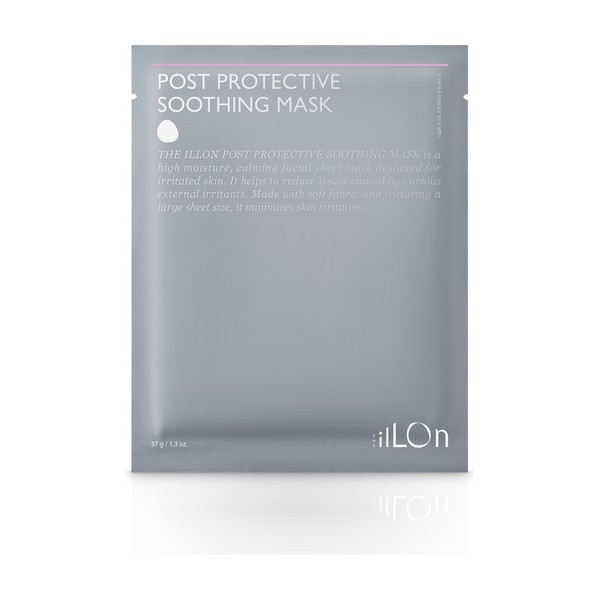 POST PROTECTIVE
SOOTHING MASK
THE ILLON POST PROTECTIVE SOOTHING MASK is a
high moisture, calming facial sheet mask designed for
irritated skin. It helps to reduce issues caused by various
external irritants. Made with soft fabric and featuring a
large sheet size, it minimizes skin irritation.
37 g / 1.3 oz.
THE illOn